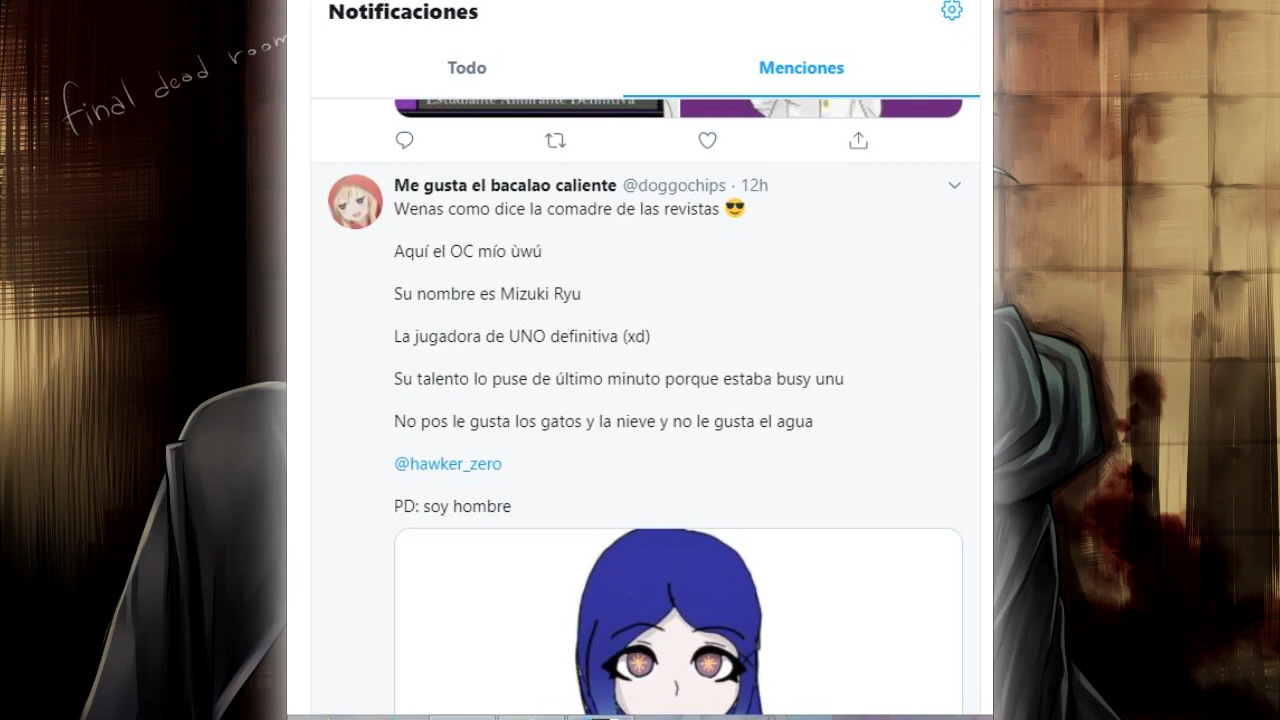 Notificaciones
final dead room
Todo
Menciones
Estudiante Aspirante Definitiva
Me gusta el bacalao caliente @doggochips · 12h
Wenas como dice la comadre de las revistas 😎
Aquí el OC mío ùwú
Su nombre es Mizuki Ryu
La jugadora de UNO definitiva (xd)
Su talento lo puse de último minuto porque estaba busy unu
No pos le gusta los gatos y la nieve y no le gusta el agua
@hawker_zero
PD: soy hombre